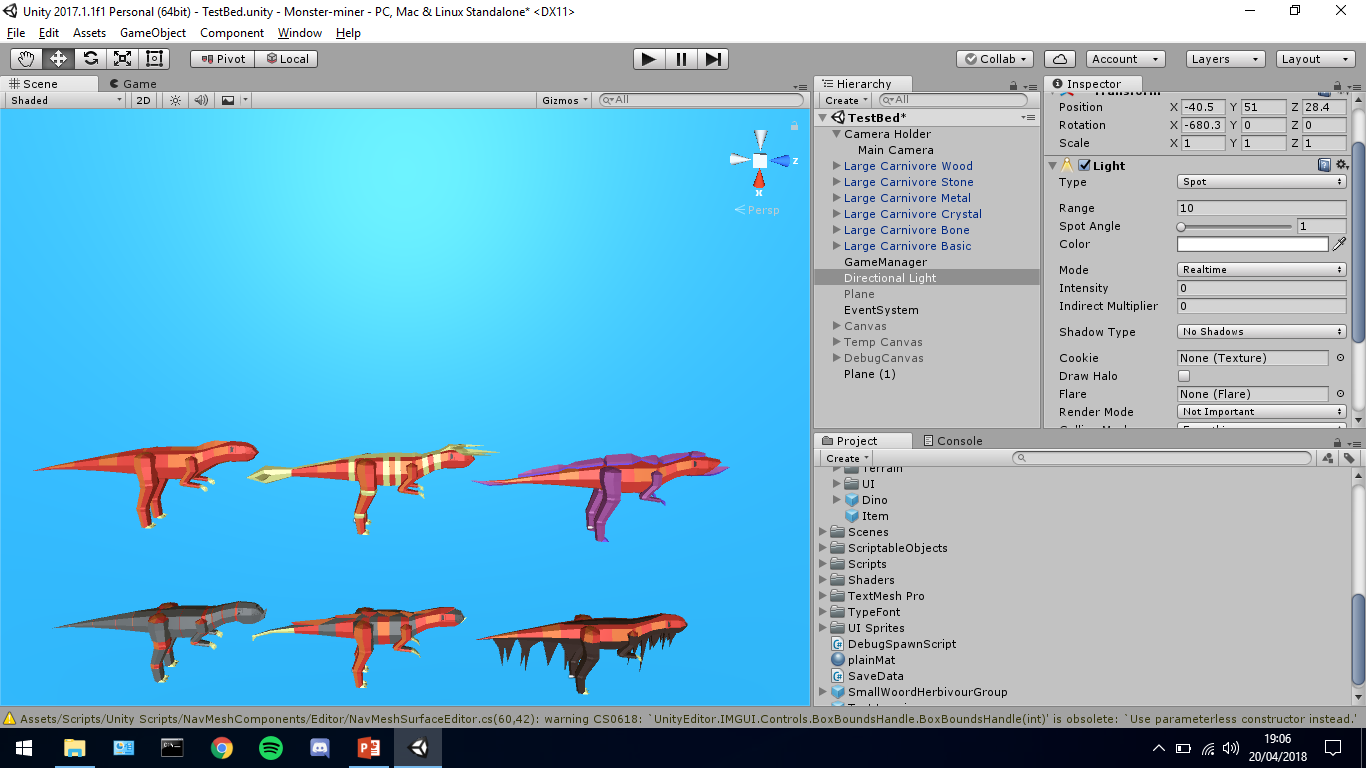 Unity 2017.1.1f1 Personal (64bit) - TestBed.unity - Monster-miner - PC, Mac & Linux Standalone* <DX11>
File Edit Assets GameObject Component Window Help
Pivot Local Collab Account Layers Layout
Scene Game
Shaded 2D Gizmos All
z
x
Persp
Hierarchy
Create All
TestBed*
Camera Holder
Main Camera
Large Carnivore Wood
Large Carnivore Stone
Large Carnivore Metal
Large Carnivore Crystal
Large Carnivore Bone
Large Carnivore Basic
GameManager
Directional Light
Plane
EventSystem
Canvas
Temp Canvas
DebugCanvas
Plane (1)
Inspector
Transform
Position X -40.5 Y 51 Z 28.4
Rotation X -680.3 Y 0 Z 0
Scale X 1 Y 1 Z 1
Light
Type Spot
Range 10
Spot Angle 1
Color
Mode Realtime
Intensity 0
Indirect Multiplier 0
Shadow Type No Shadows
Cookie None (Texture)
Draw Halo
Flare None (Flare)
Render Mode Not Important
Project Console
Create
Terrain
UI
Dino
Item
Scenes
ScriptableObjects
Scripts
Shaders
TextMesh Pro
TypeFont
UI Sprites
DebugSpawnScript
plainMat
SaveData
SmallWoordHerbivourGroup
Assets/Scripts/Unity Scripts/NavMeshComponents/Editor/NavMeshSurfaceEditor.cs(60,42): warning CS0618: `UnityEditor.IMGUI.Controls.BoxBoundsHandle.BoxBoundsHandle(int)' is obsolete: `Use parameterless constructor instead.'
19:06
20/04/2018